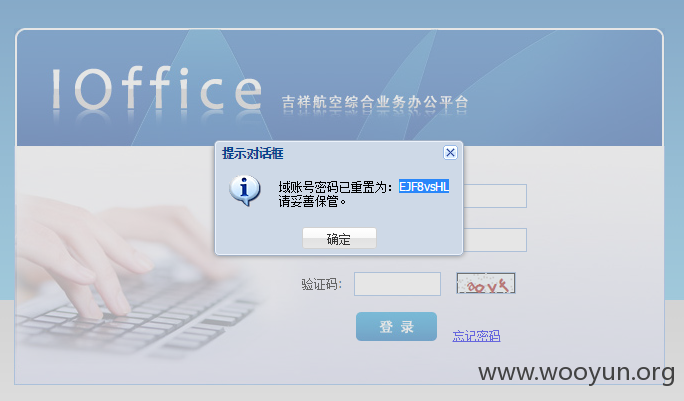 IOffice 吉祥航空综合业务办公平台
提示对话框
域账号密码已重置为：EJF8vsHL
请妥善保管。
确定
验证码：
登 录
忘记密码
www.wooyun.org